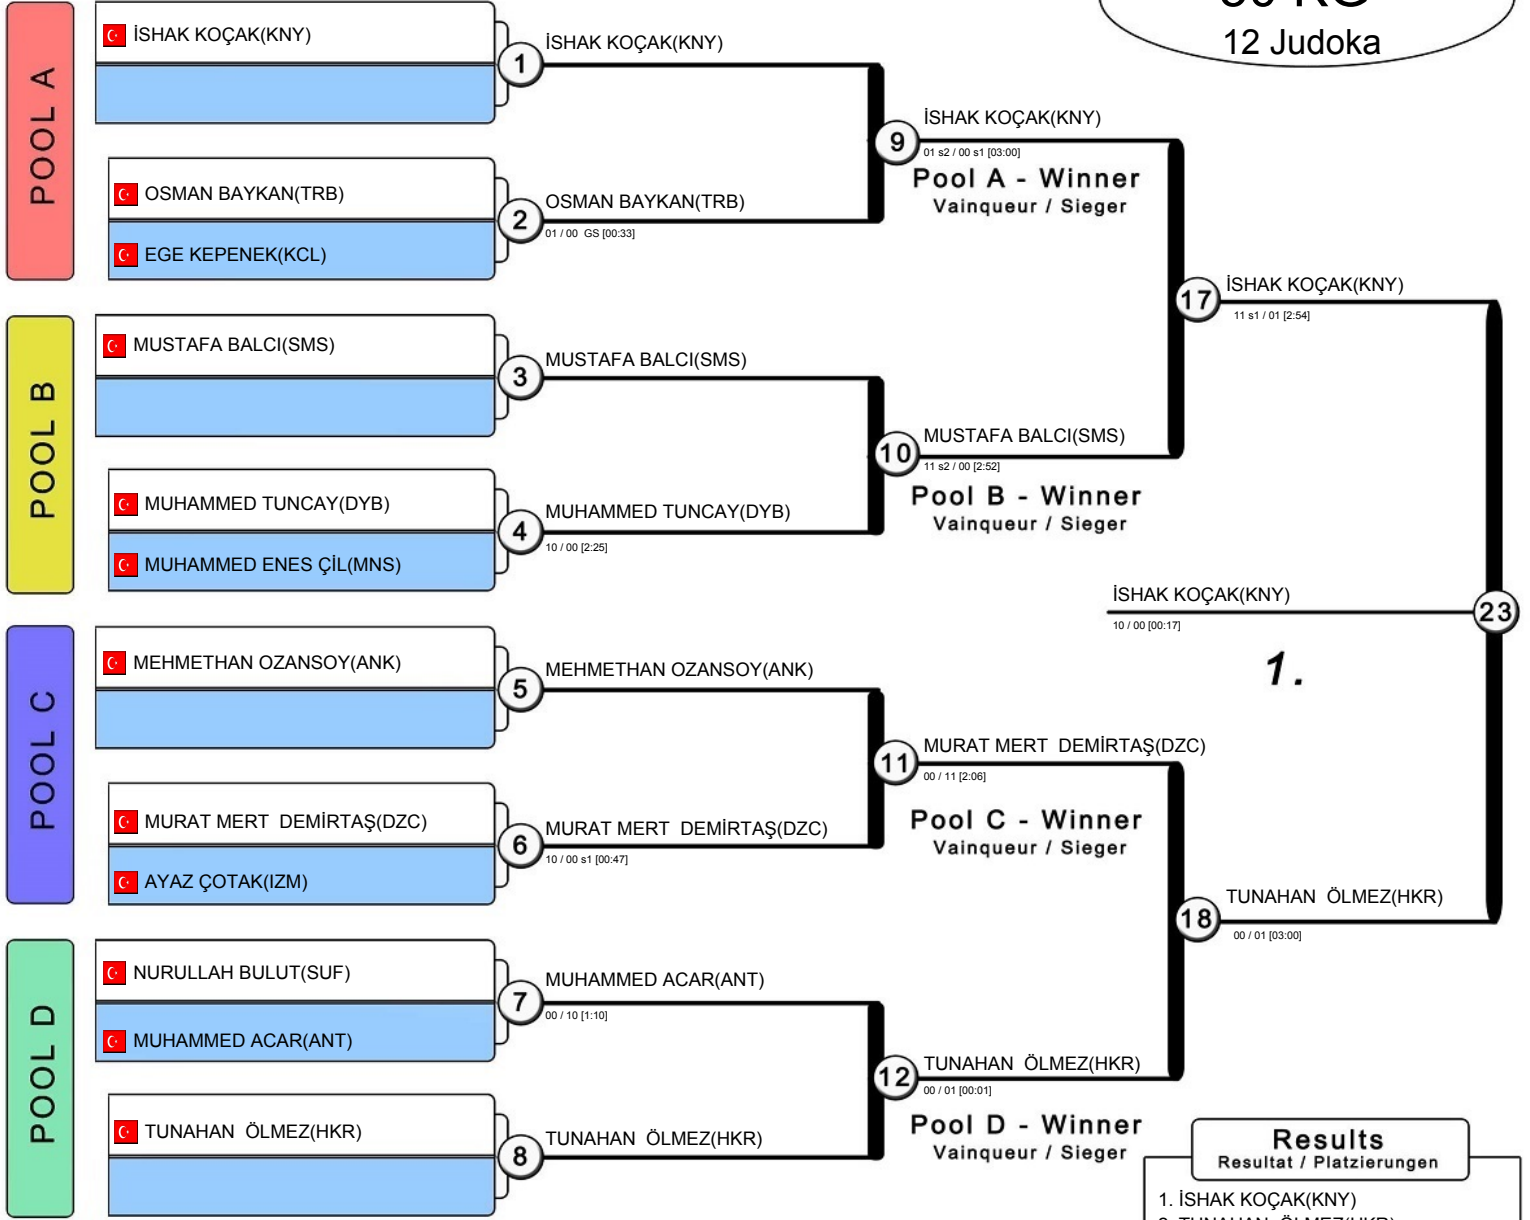 12 Judoka
POOL A
İSHAK KOÇAK(KNY)
1
İSHAK KOÇAK(KNY)
OSMAN BAYKAN(TRB)
EGE KEPENEK(KCL)
2
OSMAN BAYKAN(TRB)
01 / 00 GS [00:33]
9
İSHAK KOÇAK(KNY)
01 s2 / 00 s1 [03:00]
Pool A - Winner
Vainqueur / Sieger
POOL B
MUSTAFA BALCI(SMS)
3
MUSTAFA BALCI(SMS)
MUHAMMED TUNCAY(DYB)
MUHAMMED ENES ÇİL(MNS)
4
MUHAMMED TUNCAY(DYB)
10 / 00 [2:25]
10
MUSTAFA BALCI(SMS)
11 s2 / 00 [2:52]
Pool B - Winner
Vainqueur / Sieger
17
İSHAK KOÇAK(KNY)
11 s1 / 01 [2:54]
POOL C
MEHMETHAN OZANSOY(ANK)
5
MEHMETHAN OZANSOY(ANK)
MURAT MERT DEMİRTAŞ(DZC)
AYAZ ÇOTAK(IZM)
6
MURAT MERT DEMİRTAŞ(DZC)
10 / 00 s1 [00:47]
11
MURAT MERT DEMİRTAŞ(DZC)
00 / 11 [2:06]
Pool C - Winner
Vainqueur / Sieger
POOL D
NURULLAH BULUT(SUF)
MUHAMMED ACAR(ANT)
7
MUHAMMED ACAR(ANT)
00 / 10 [1:10]
TUNAHAN ÖLMEZ(HKR)
8
TUNAHAN ÖLMEZ(HKR)
12
TUNAHAN ÖLMEZ(HKR)
00 / 01 [00:01]
Pool D - Winner
Vainqueur / Sieger
18
TUNAHAN ÖLMEZ(HKR)
00 / 01 [03:00]
İSHAK KOÇAK(KNY)
23
10 / 00 [00:17]
1.
Results
Resultat / Platzierungen
1. İSHAK KOÇAK(KNY)
2. TUNAHAN ÖLMEZ(HKR)